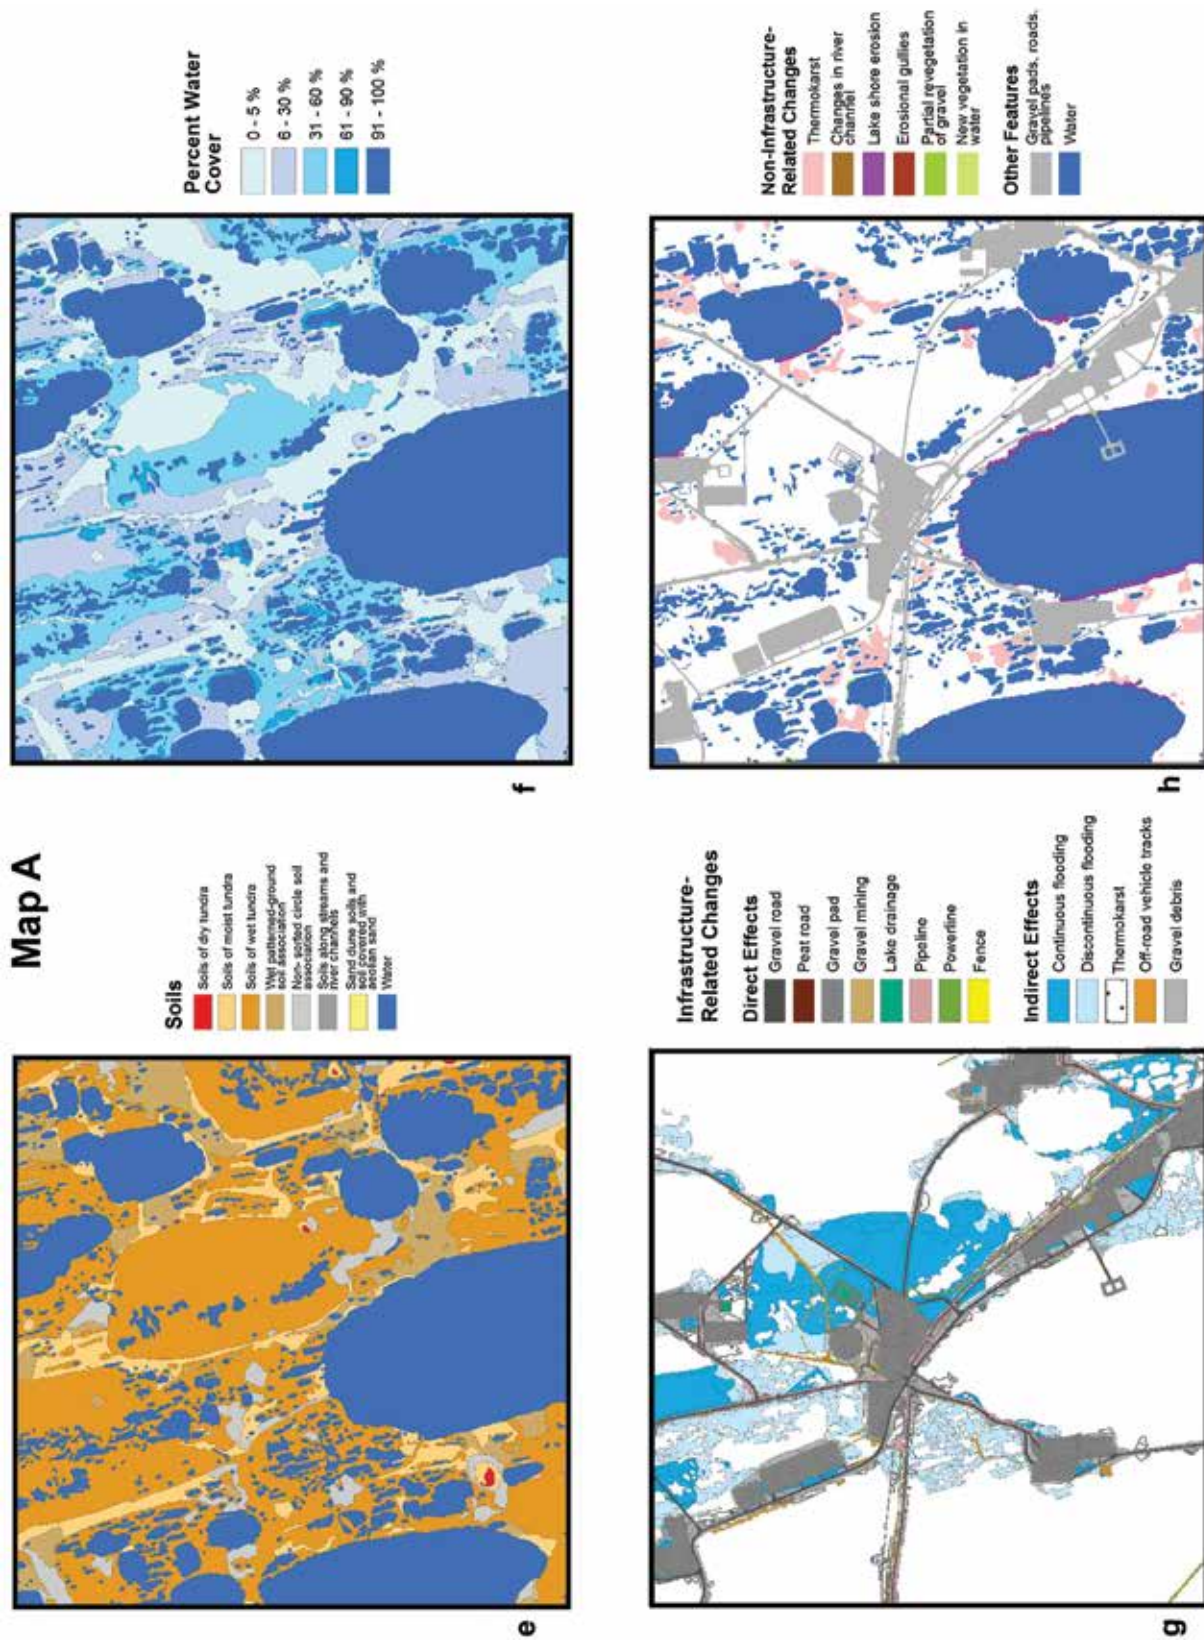 Map A
Soils
Soils of dry tundra
Soils of moist tundra
Soils of wet tundra
Wet patterned-ground
soil association
Non-sorted circle soil
association
Soils along streams and
river channels
Sand dune soils and
soil covered with
aeolian sand
Water
e
Percent Water
Cover
0 - 5 %
6 - 30 %
31 - 60 %
61 - 90 %
91 - 100 %
f
Infrastructure-
Related Changes
Direct Effects
Gravel road
Peat road
Gravel pad
Gravel mining
Lake drainage
Pipeline
Powerline
Fence
Indirect Effects
Continuous flooding
Discontinuous flooding
Thermokarst
Off-road vehicle tracks
Gravel debris
g
Non-Infrastructure-
Related Changes
Thermokarst
Changes in river
channel
Lake shore erosion
Erosional gullies
Partial revegetation
of gravel
New vegetation in
water
Other Features
Gravel pads, roads,
pipelines
Water
h